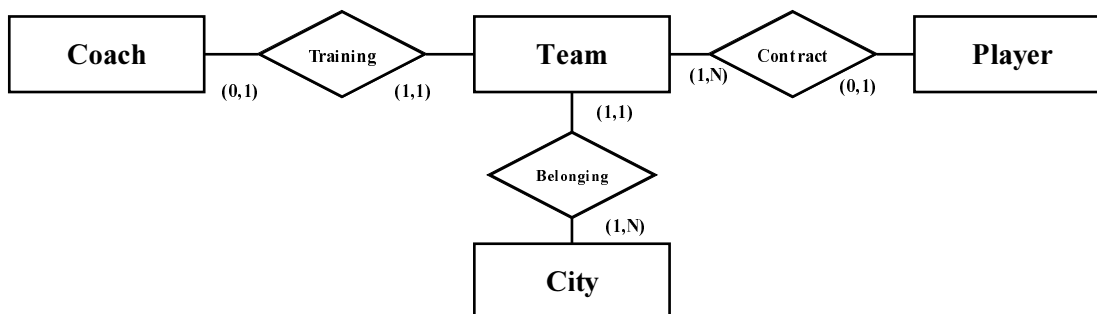 Coach
Training
Team
Contract
Player
(0,1)
(1,1)
(1,N)
(0,1)
(1,1)
Belonging
(1,N)
City